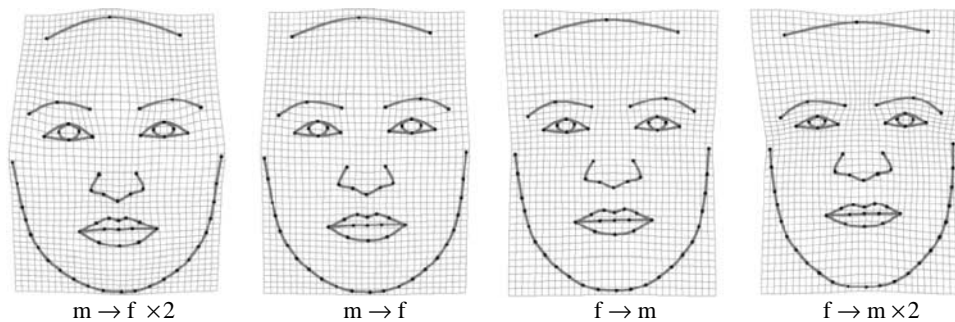 m → f ×2
m → f
f → m
f → m ×2